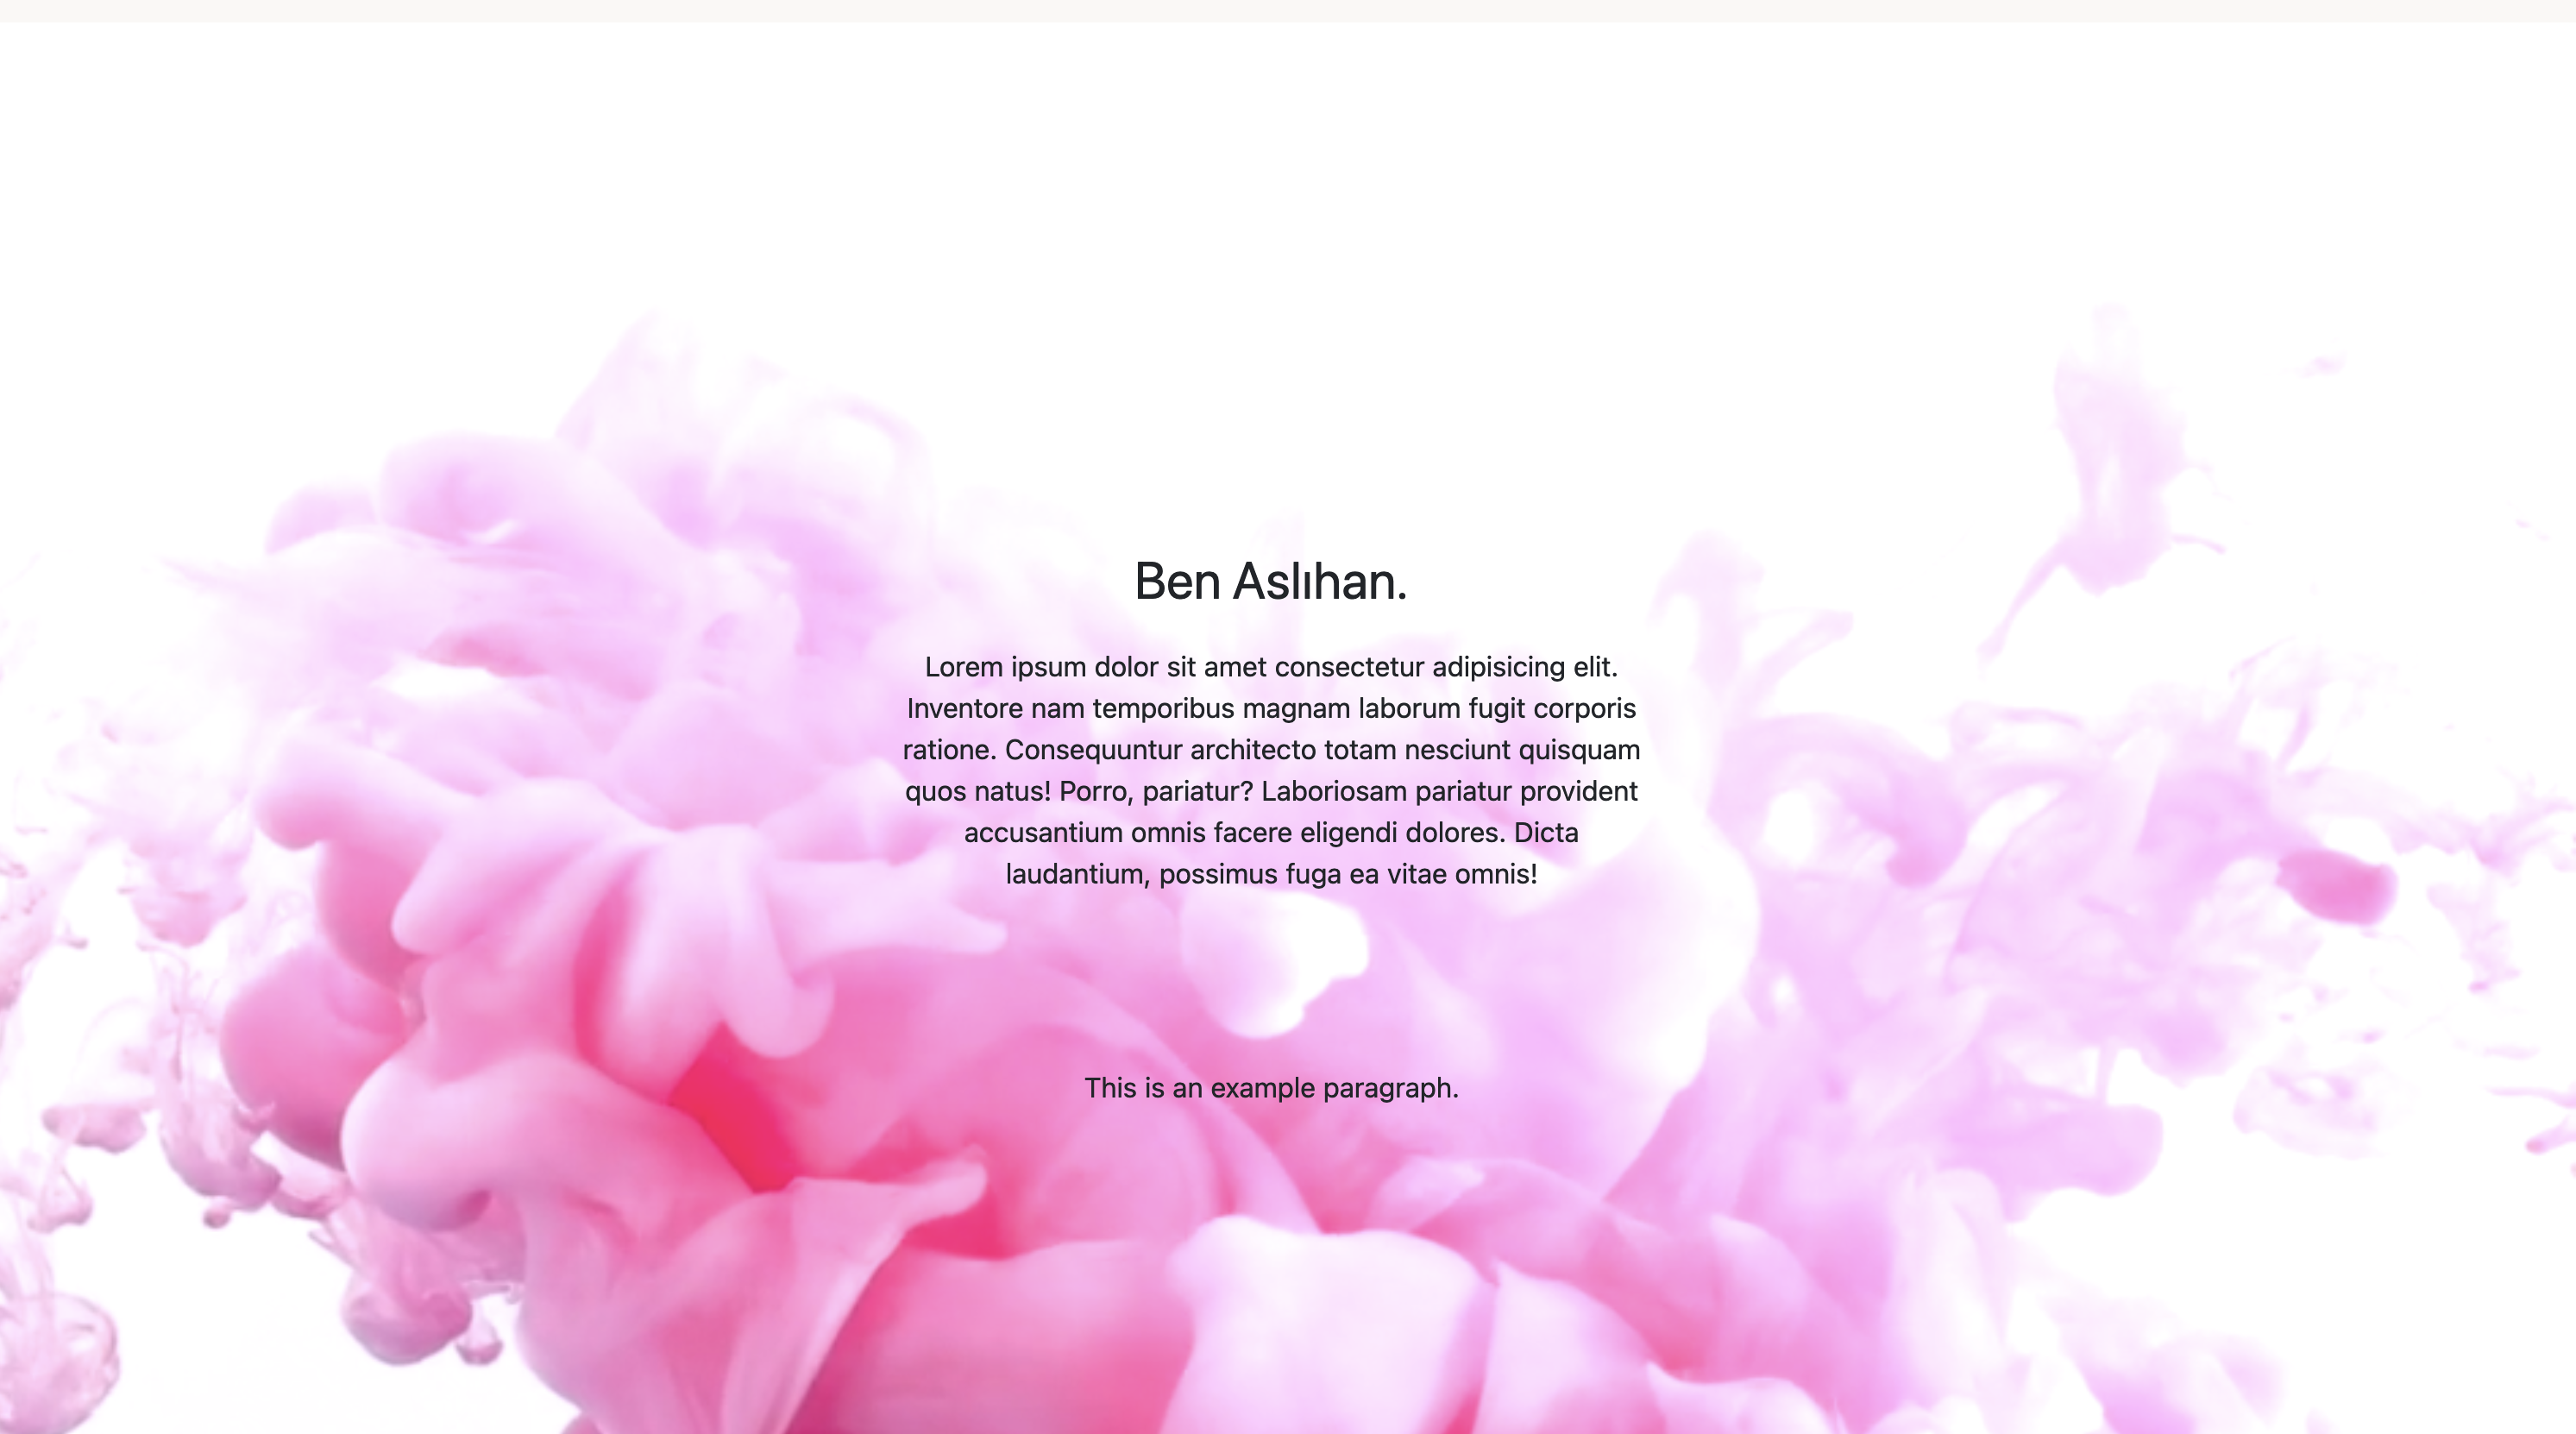 Ben Aslıhan.
Lorem ipsum dolor sit amet consectetur adipisicing elit.
Inventore nam temporibus magnam laborum fugit corporis
ratione. Consequuntur architecto totam nesciunt quisquam
quos natus! Porro, pariatur? Laboriosam pariatur provident
accusantium omnis facere eligendi dolores. Dicta
laudantium, possimus fuga ea vitae omnis!
This is an example paragraph.